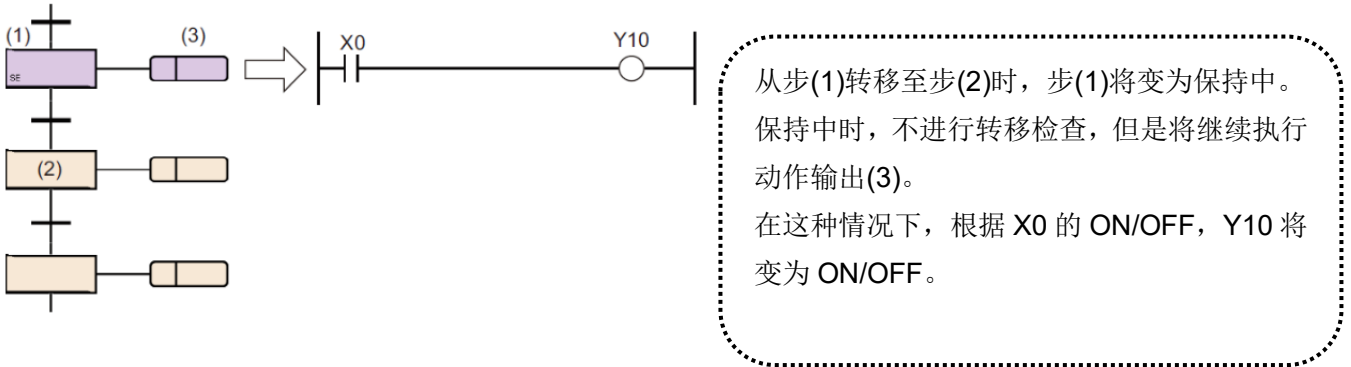 (1)
(3)
X0
Y10
SE
(2)
从步(1)转移至步(2)时，步(1)将变为保持中。
保持中时，不进行转移检查，但是将继续执行
动作输出(3)。
在这种情况下，根据 X0 的 ON/OFF，Y10 将
变为 ON/OFF。